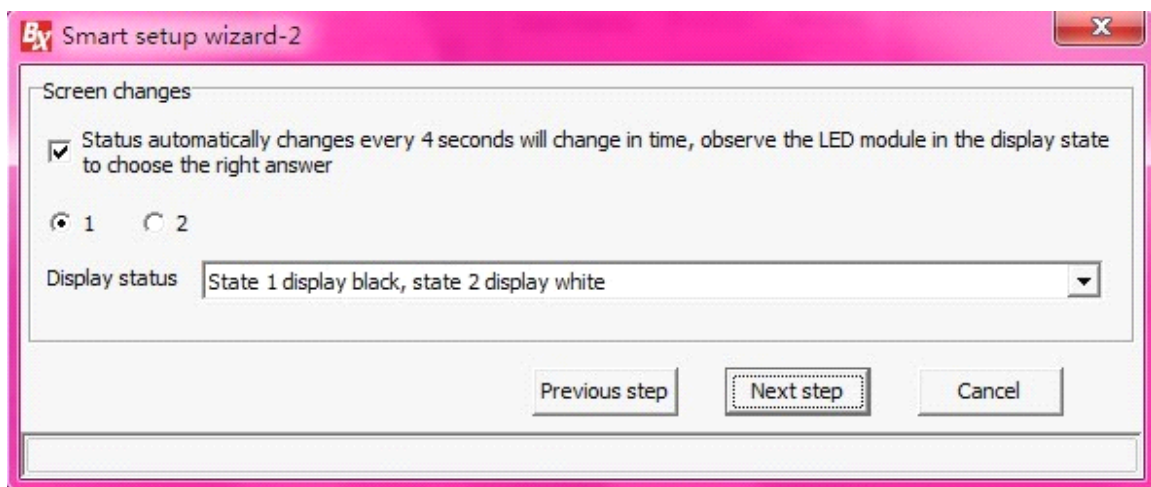 BX Smart setup wizard-2
Screen changes
Status automatically changes every 4 seconds will change in time, observe the LED module in the display state
to choose the right answer
1 2
Display status State 1 display black, state 2 display white
Previous step Next step Cancel